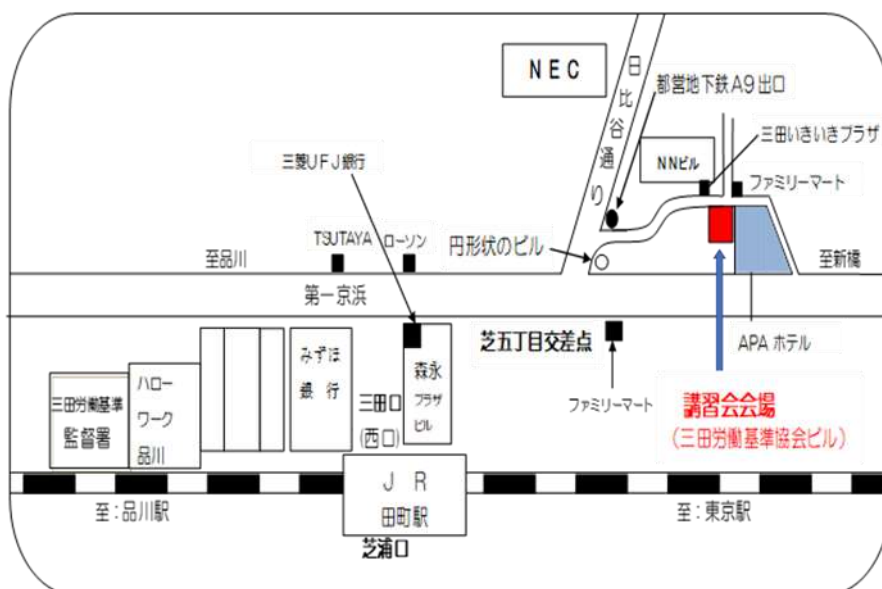 NEC
日比谷通り
都営地下鉄A9出口
三田いきいきプラザ
NNビル
ファミリーマート
三菱UFJ銀行
TSUTAYA
ローソン
円形状のビル
至品川
至新橋
第一京浜
芝五丁目交差点
APAホテル
みずほ
銀行
森永
プラザ
ビル
三田口
(西口)
ファミリーマート
講習会会場
(三田労働基準協会ビル)
三田労働基準
監督署
ハロー
ワーク
品川
JR
田町駅
至:品川駅
至:東京駅
芝浦口